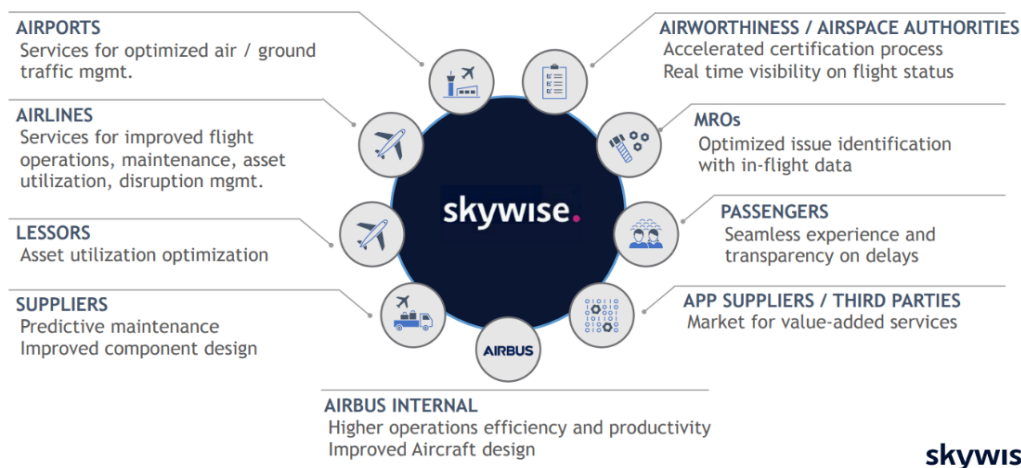 AIRPORTS
Services for optimized air / ground
traffic mgmt.
AIRLINES
Services for improved flight
operations, maintenance, asset
utilization, disruption mgmt.
LESSORS
Asset utilization optimization
SUPPLIERS
Predictive maintenance
Improved component design
skywise.
AIRBUS
AIRWORTHINESS / AIRSPACE AUTHORITIES
Accelerated certification process
Real time visibility on flight status
MROs
Optimized issue identification
with in-flight data
PASSENGERS
Seamless experience and
transparency on delays
APP SUPPLIERS / THIRD PARTIES
Market for value-added services
AIRBUS INTERNAL
Higher operations efficiency and productivity
Improved Aircraft design
skywis